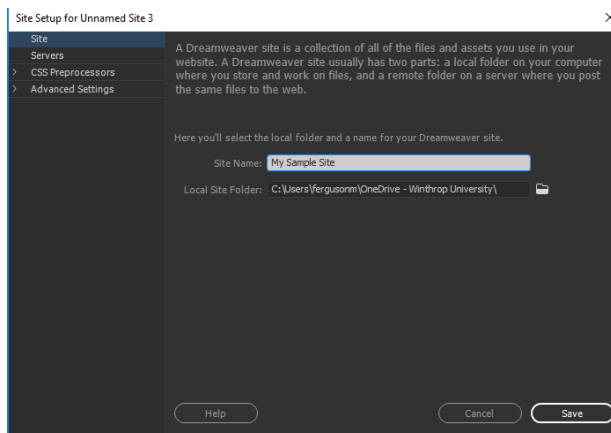 Site Setup for Unnamed Site 3
Site
Servers
CSS Preprocessors
Advanced Settings
A Dreamweaver site is a collection of all of the files and assets you use in your
website. A Dreamweaver site usually has two parts: a local folder on your computer
where you store and work on files, and a remote folder on a server where you post
the same files to the web.
Here you'll select the local folder and a name for your Dreamweaver site.
Site Name: My Sample Site
Local Site Folder: C:\Users\fergusonm\OneDrive - Winthrop University\
Help
Cancel
Save